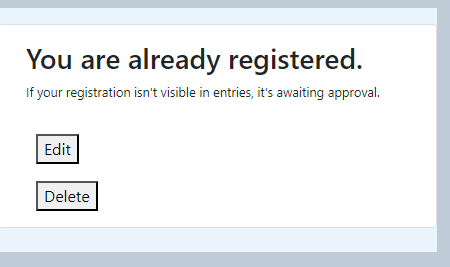 You are already registered.
If your registration isn't visible in entries, it's awaiting approval.
Edit
Delete